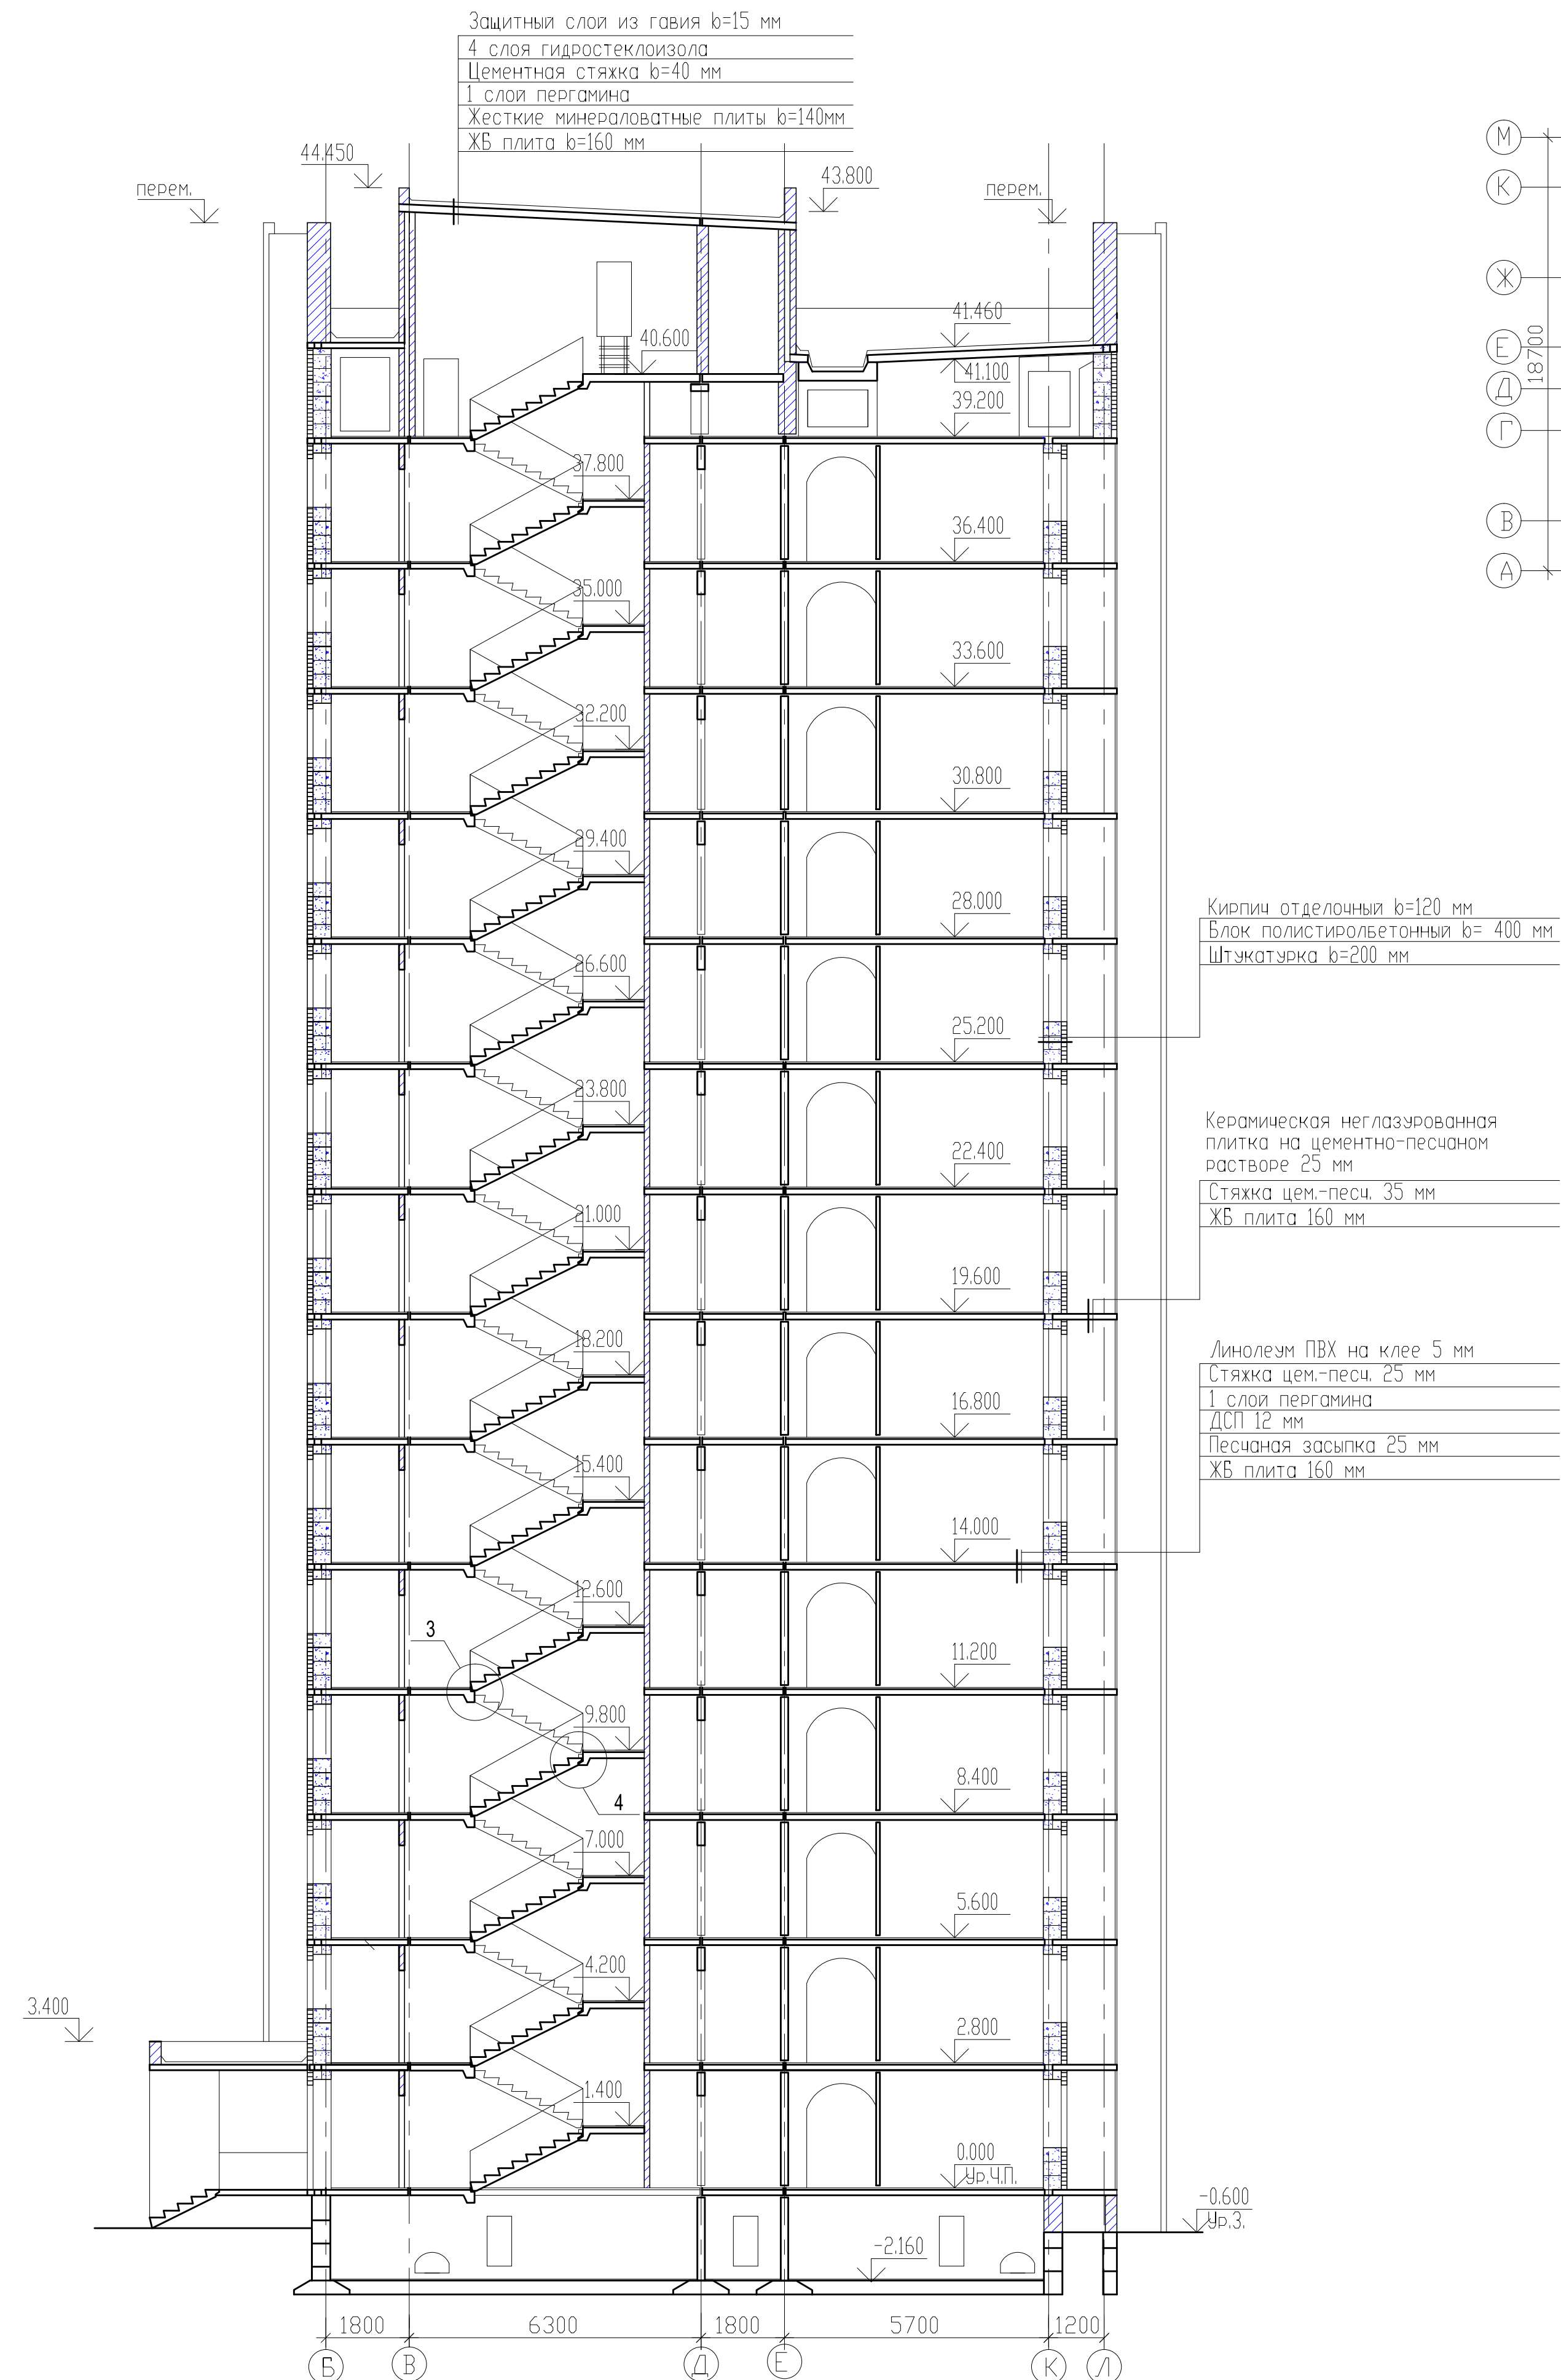 Защитный слой из гавия b=15 мм
4 слоя гидростеклоизола
Цементная стяжка b=40 мм
1 слой пергамина
Жесткие минераловатные плиты b=140мм
ЖБ плита b=160 мм
44.450
43.800
перем.
перем.
М
К
Ж
Е
Д
Г
В
А
18700
41.460
40.600
41.100
39.200
37.800
36.400
35.000
33.600
32.200
30.800
29.400
28.000
Кирпич отделочный b=120 мм
Блок полистиролбетонный b= 400 мм
Штукатурка b=200 мм
26.600
25.200
23.800
Керамическая неглазурованная
плитка на цементно-песчаном
растворе 25 мм
Стяжка цем.-песч. 35 мм
ЖБ плита 160 мм
22.400
21.000
19.600
18.200
Линолеум ПВХ на клее 5 мм
Стяжка цем.-песч. 25 мм
1 слой пергамина
ДСП 12 мм
Песчаная засыпка 25 мм
ЖБ плита 160 мм
16.800
15.400
14.000
12.600
3
11.200
9.800
8.400
4
7.000
5.600
4.200
3.400
2.800
1.400
0.000
Ур.Ч.П.
-0.600
Ур.З.
-2.160
1800
6300
1800
5700
1200
Б
В
Д
Е
К
Л